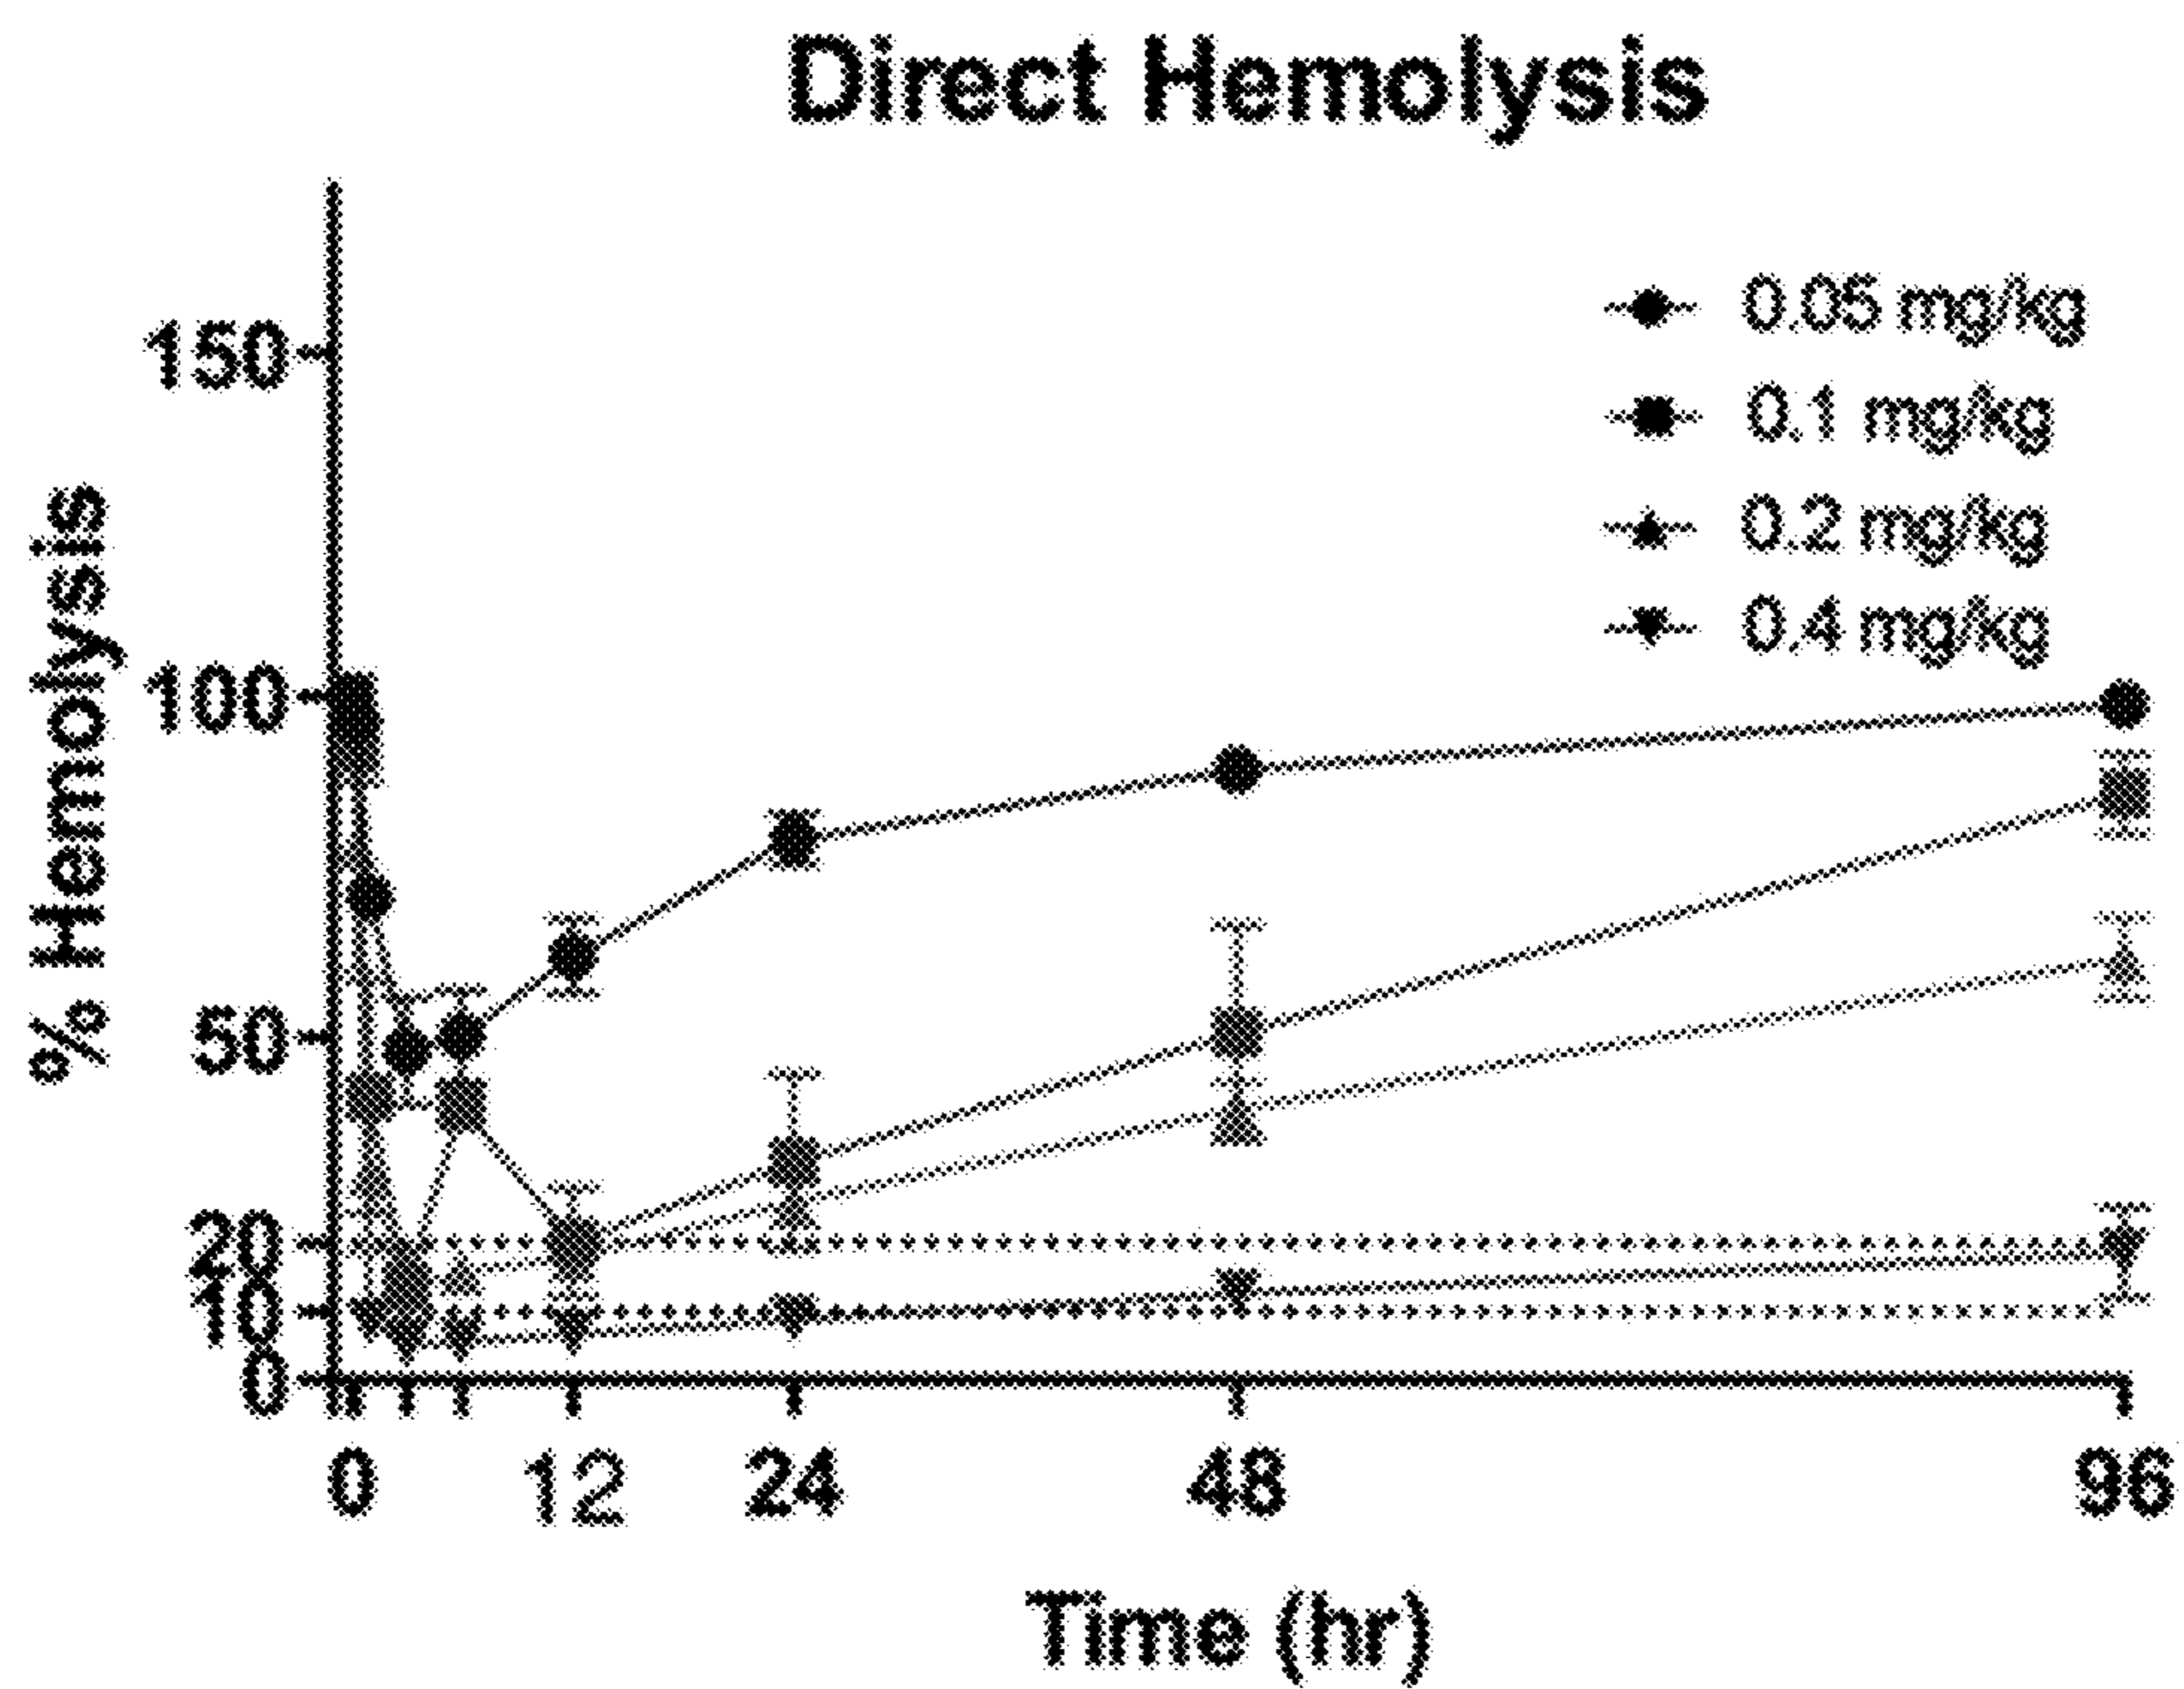 Direct Hemolysis
% Hemolysis
150
100
50
20
10
0
0.05 mg/kg
0.1 mg/kg
0.2 mg/kg
0.4 mg/kg
0 12 24 48 96
Time (hr)